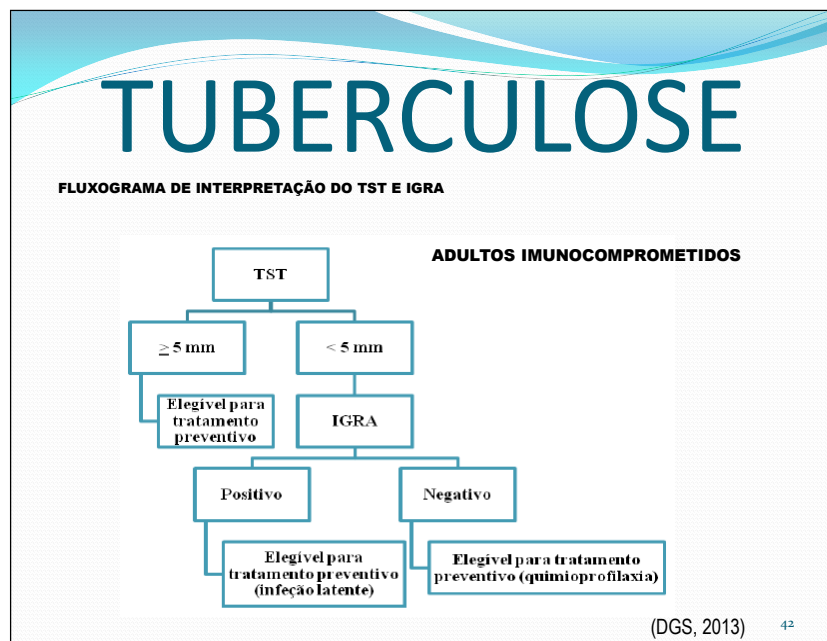 TUBERCULOSE
FLUXOGRAMA DE INTERPRETAÇÃO DO TST E IGRA
ADULTOS IMUNOCOMPROMETIDOS
TST
≥ 5 mm
< 5 mm
Elegível para
tratamento
preventivo
IGRA
Positivo
Negativo
Elegível para
tratamento preventivo
(infeção latente)
Elegível para tratamento
preventivo (quimioprofilaxia)
(DGS, 2013)
42